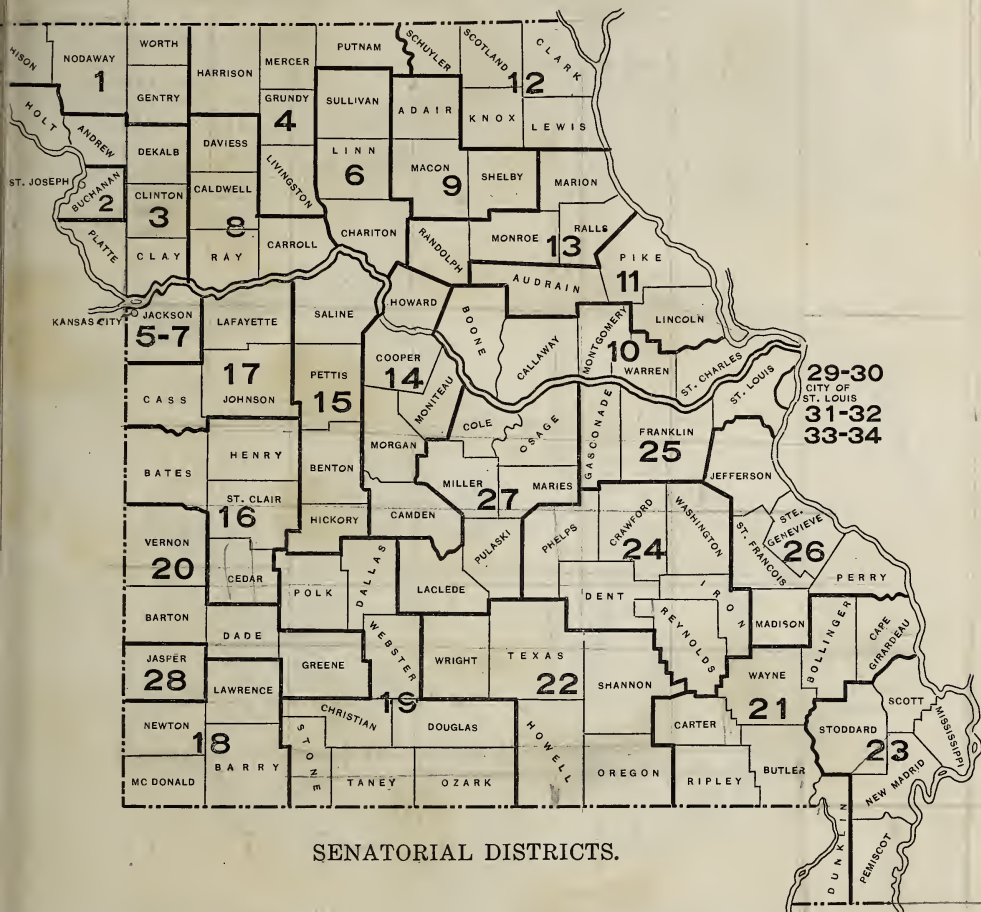 HISON
NODAWAY
1
WORTH
GENTRY
HARRISON
MERCER
GRUNDY
4
PUTNAM
SCHUYLER
SCOTLAND
12
CLARK
HOLT
ANDREW
DEKALB
DAVIESS
LIVINGSTON
SULLIVAN
LINN
6
ADAIR
KNOX
LEWIS
ST. JOSEPH
BUCHANAN
2
CLINTON
3
CALDWELL
8
MACON
9
SHELBY
MARION
PLATTE
CLAY
RAY
CARROLL
CHARITON
RANDOLPH
MONROE
13
RALLS
PIKE
11
KANSAS CITY
JACKSON
5-7
LAFAYETTE
SALINE
HOWARD
BOONE
AUDRAIN
CALLAWAY
MONTGOMERY
10
WARREN
LINCOLN
ST. CHARLES
ST. LOUIS
29-30
CITY OF
ST. LOUIS
31-32
33-34
CASS
17
JOHNSON
PETTIS
15
COOPER
14
MONITEAU
MORGAN
COLE
OSAGE
GASCONADE
FRANKLIN
25
JEFFERSON
BATES
HENRY
BENTON
MILLER
27
MARIES
ST. CLAIR
16
HICKORY
CAMDEN
PULASKI
PHELPS
CRAWFORD
24
WASHINGTON
ST. FRANCOIS
STE.
GENEVIEVE
26
PERRY
VERNON
20
CEDAR
POLK
DALLAS
LACLEDE
DENT
IRON
REYNOLDS
MADISON
BOLLINGER
CAPE
GIRARDEAU
BARTON
DADE
GREENE
WEBSTER
WRIGHT
TEXAS
22
SHANNON
WAYNE
21
JASPER
28
LAWRENCE
19
CHRISTIAN
DOUGLAS
HOWELL
CARTER
STODDARD
23
SCOTT
MISSISSIPPI
NEWTON
18
BARRY
STONE
TANEY
OZARK
OREGON
RIPLEY
BUTLER
NEW MADRID
MC DONALD
DUNKLIN
PEMISCOT
SENATORIAL DISTRICTS.